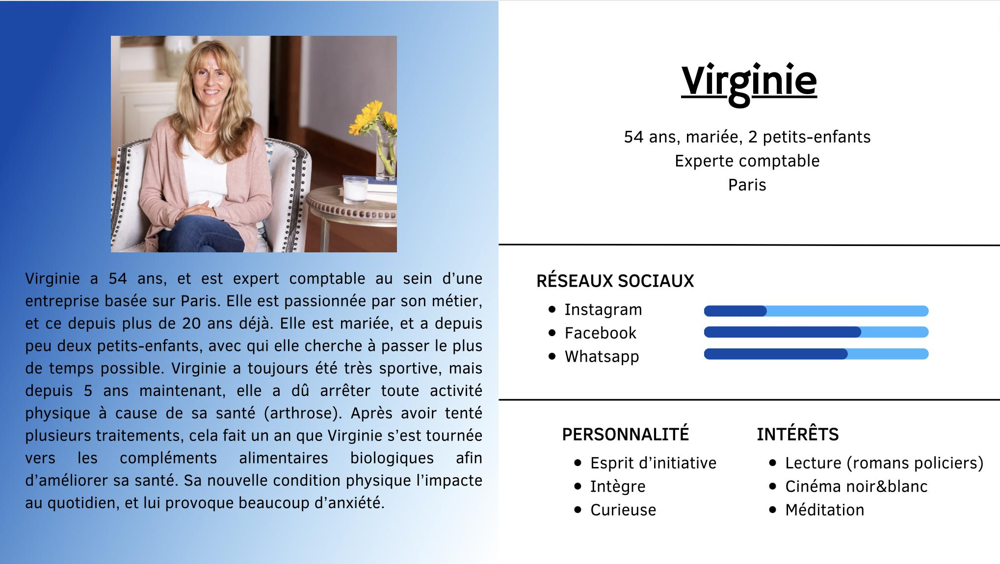 Virginie a 54 ans, et est expert comptable au sein d’une
entreprise basée sur Paris. Elle est passionnée par son métier,
et ce depuis plus de 20 ans déjà. Elle est mariée, et a depuis
peu deux petits-enfants, avec qui elle cherche à passer le plus
de temps possible. Virginie a toujours été très sportive, mais
depuis 5 ans maintenant, elle a dû arrêter toute activité
physique à cause de sa santé (arthrose). Après avoir tenté
plusieurs traitements, cela fait un an que Virginie s’est tournée
vers les compléments alimentaires biologiques afin
d’améliorer sa santé. Sa nouvelle condition physique l’impacte
au quotidien, et lui provoque beaucoup d’anxiété.
Virginie
54 ans, mariée, 2 petits-enfants
Experte comptable
Paris
RÉSEAUX SOCIAUX
• Instagram
• Facebook
• Whatsapp
PERSONNALITÉ
• Esprit d’initiative
• Intègre
• Curieuse
INTÉRÊTS
• Lecture (romans policiers)
• Cinéma noir&blanc
• Méditation